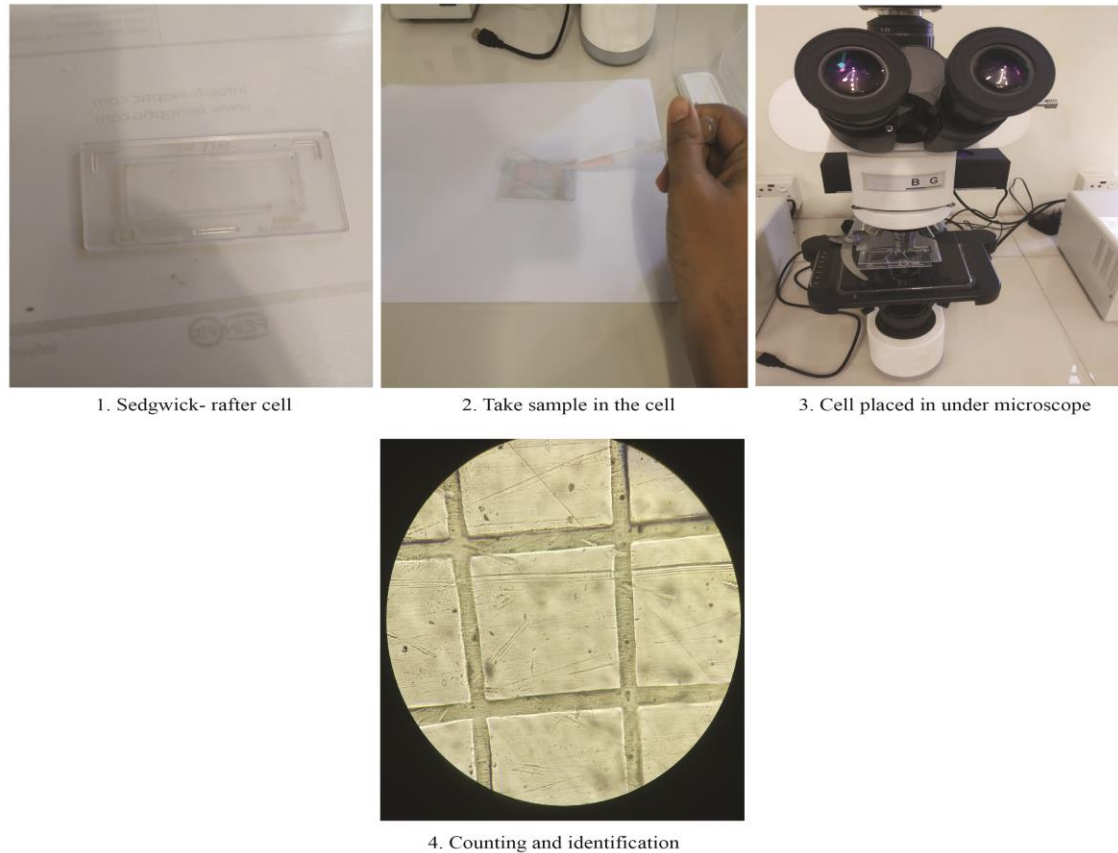 1. Sedgwick- rafter cell
2. Take sample in the cell
3. Cell placed in under microscope
B G
4. Counting and identification